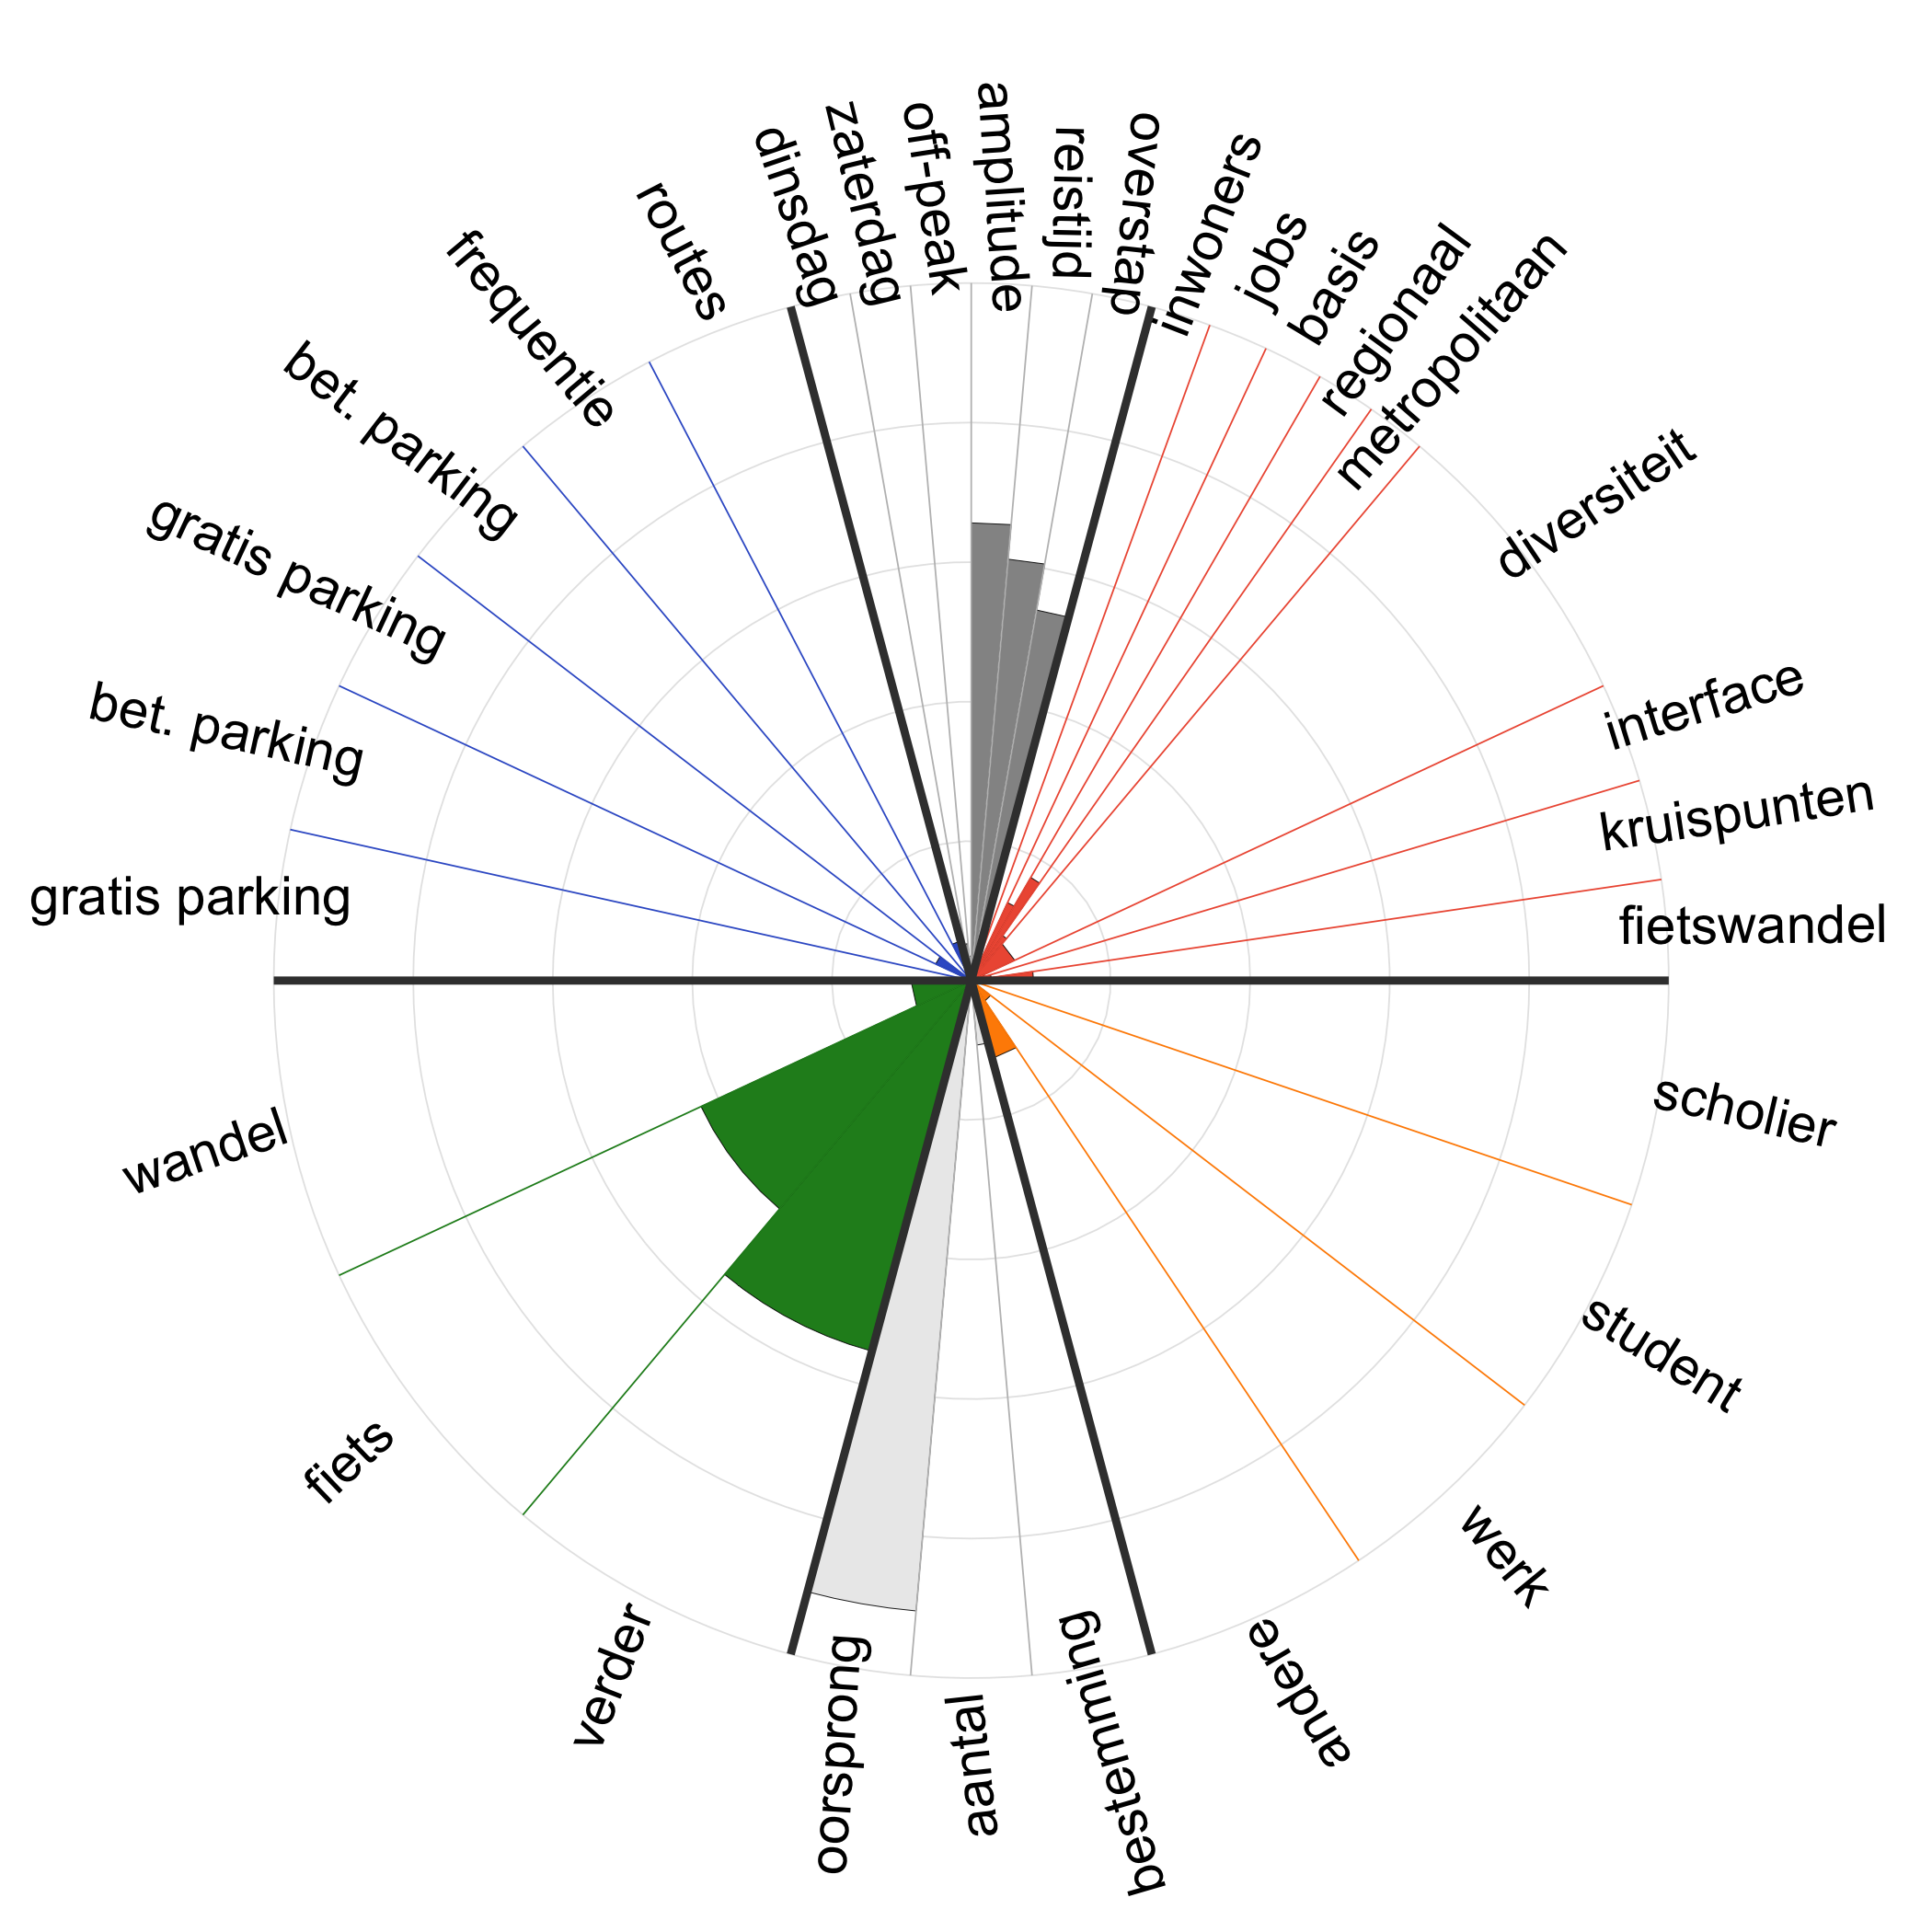 dinsdag
zaterdag
off-peak
amplitude
reistijd
overstap
inwoners
jobs
basis
regionaal
metropolitaan
diversiteit
interface
kruispunten
fietswandel
scholier
student
werk
andere
bestemming
aantal
oorsprong
verder
fiets
wandel
gratis parking
bet. parking
gratis parking
bet. parking
frequentie
routes